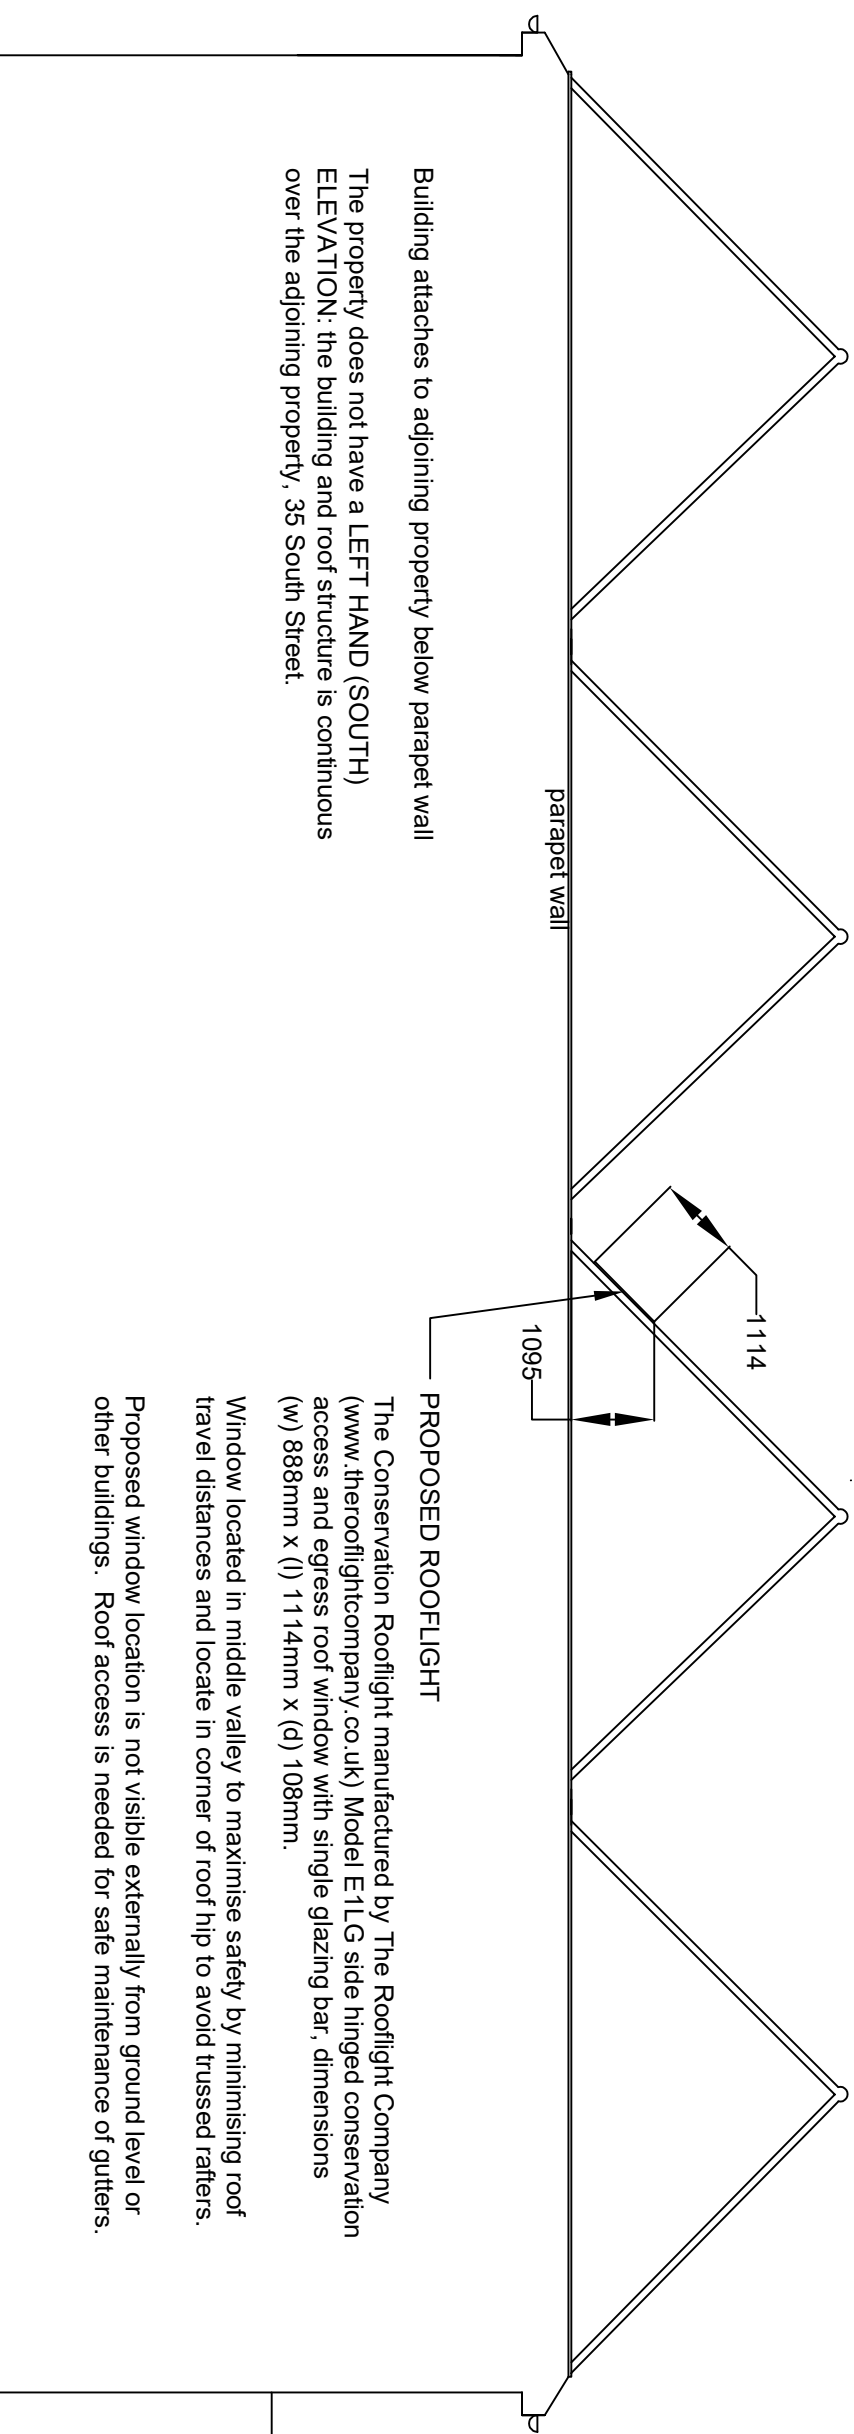 Building attaches to adjoining property below parapet wall
The property does not have a LEFT HAND (SOUTH)
ELEVATION: the building and roof structure is continuous
over the adjoining property, 35 South Street.
parapet wall
1114
1095
PROPOSED ROOFLIGHT
The Conservation Rooflight manufactured by The Rooflight Company
(www.therooflightcompany.co.uk) Model E1LG side hinged conservation
access and egress roof window with single glazing bar, dimensions
(w) 888mm x (l) 1114mm x (d) 108mm.
Window located in middle valley to maximise safety by minimising roof
travel distances and locate in corner of roof hip to avoid trussed rafters.
Proposed window location is not visible externally from ground level or
other buildings. Roof access is needed for safe maintenance of gutters.